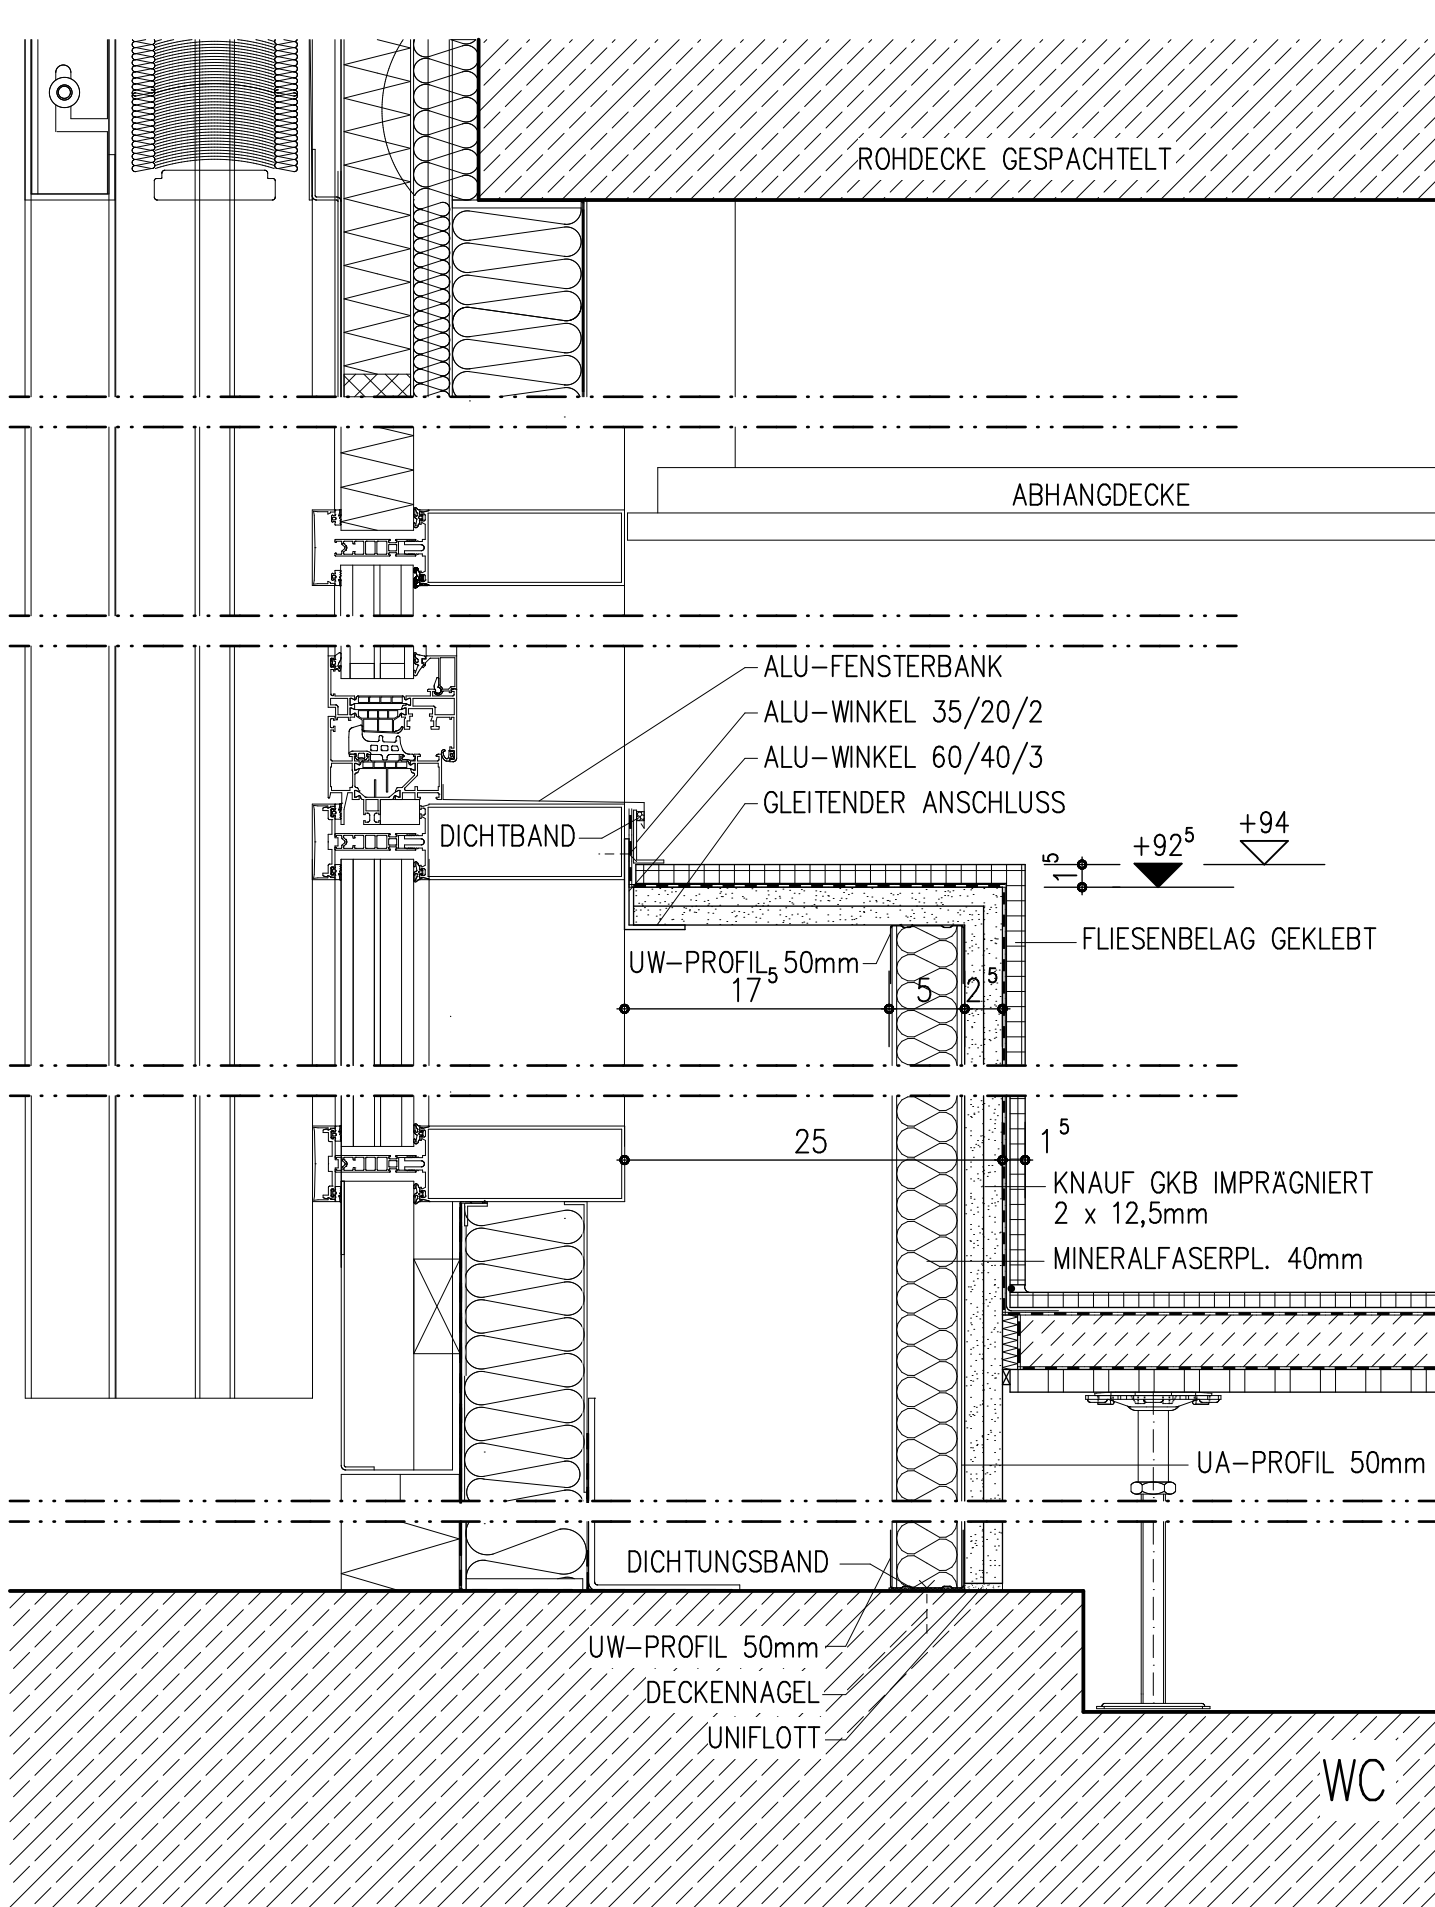 ROHDECKE GESPACHTELT
ABHANGDECKE
ALU-FENSTERBANK
ALU-WINKEL 35/20/2
ALU-WINKEL 60/40/3
GLEITENDER ANSCHLUSS
DICHTBAND
+92⁵
+94
1⁵
FLIESENBELAG GEKLEBT
UW-PROFIL 50mm
17⁵
5
2⁵
25
1⁵
KNAUF GKB IMPRÄGNIERT
2 x 12,5mm
MINERALFASERPL. 40mm
UA-PROFIL 50mm
DICHTUNGSBAND
UW-PROFIL 50mm
DECKENNAGEL
UNIFLOTT
WC